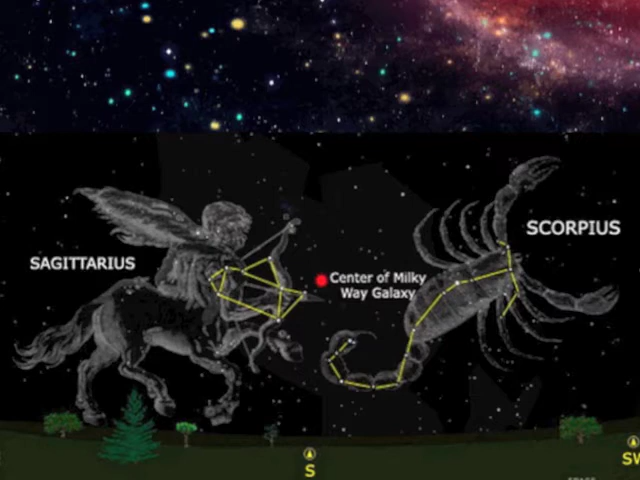 SCORPIUS
SAGITTARIUS
Center of Milky
Way Galaxy
S
SW